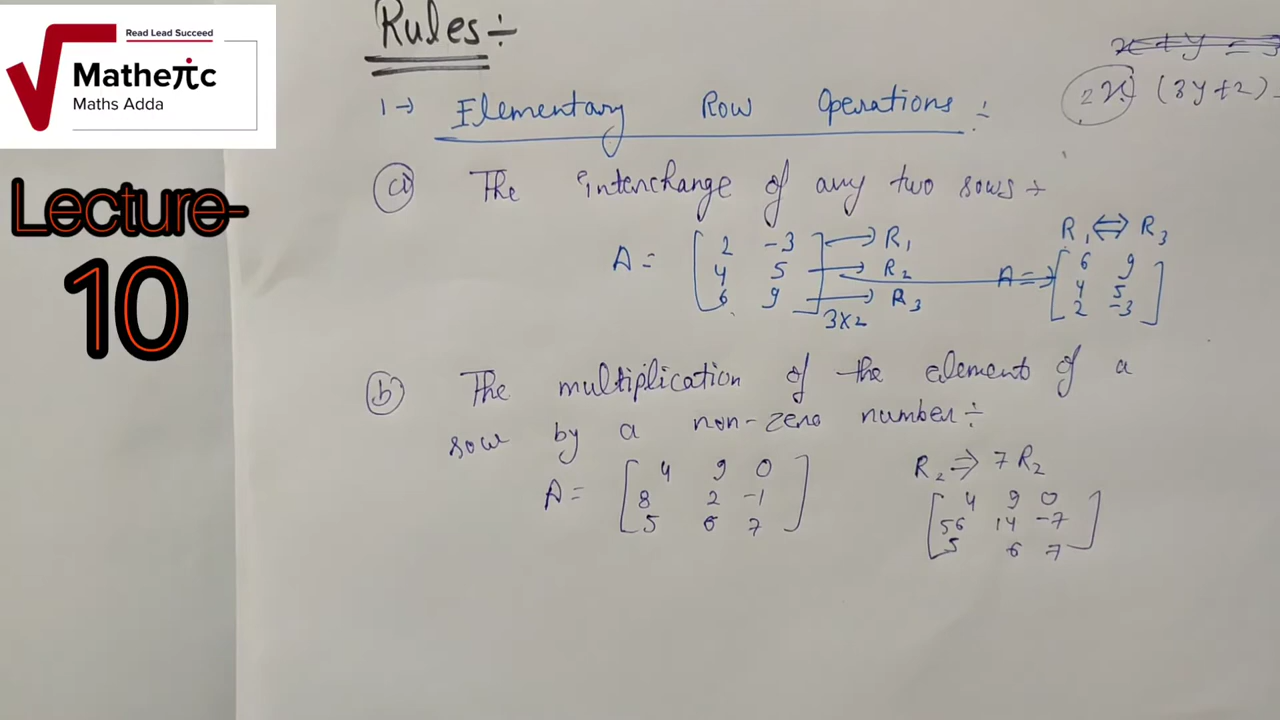 Read Lead Succeed
Matheπc
Maths Adda
Lecture-
10
Rules ÷
x + y = 3
2x (3y+2) =
1→ Elementary Row Operations ÷
(a) The interchange of any two rows ÷
R1 ⇔ R3
A = [ 2 -3 ] → R1
[ 4 5 ] → R2
[ 6 9 ] → R3
3x2
A = [ 6 9 ]
[ 4 5 ]
[ 2 -3 ]
(b) The multiplication of the element of a
row by a non-zero number ÷
A = [ 4 9 0 ]
[ 8 2 -1 ]
[ 5 6 7 ]
R2 ⇒ 7 R2
[ 4 9 0 ]
[ 56 14 -7 ]
[ 5 6 7 ]